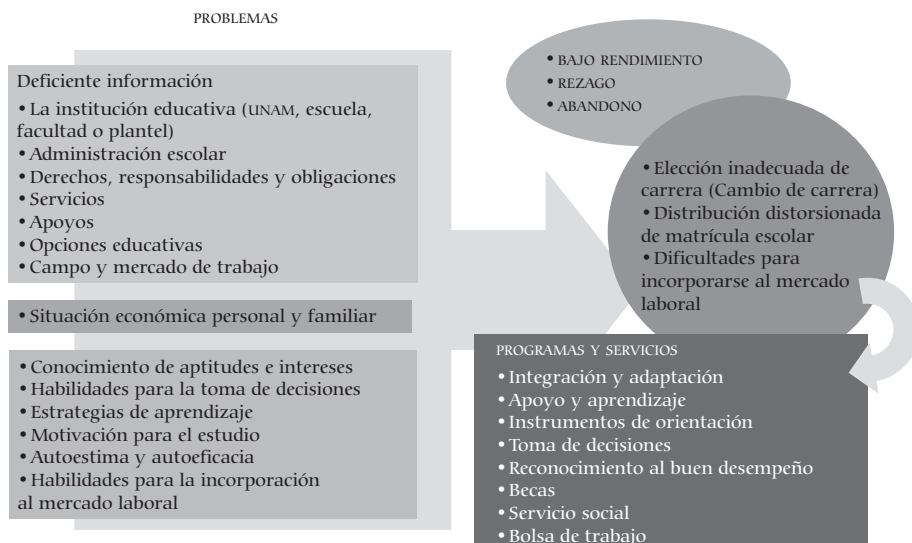 PROBLEMAS
Deficiente información
• La institución educativa (UNAM, escuela,
facultad o plantel)
• Administración escolar
• Derechos, responsabilidades y obligaciones
• Servicios
• Apoyos
• Opciones educativas
• Campo y mercado de trabajo
• Situación económica personal y familiar
• Conocimiento de aptitudes e intereses
• Habilidades para la toma de decisiones
• Estrategias de aprendizaje
• Motivación para el estudio
• Autoestima y autoeficacia
• Habilidades para la incorporación
al mercado laboral
• BAJO RENDIMIENTO
• REZAGO
• ABANDONO
• Elección inadecuada de
carrera (Cambio de carrera)
• Distribución distorsionada
de matrícula escolar
• Dificultades para
incorporarse al mercado
laboral
PROGRAMAS Y SERVICIOS
• Integración y adaptación
• Apoyo y aprendizaje
• Instrumentos de orientación
• Toma de decisiones
• Reconocimiento al buen desempeño
• Becas
• Servicio social
• Bolsa de trabajo